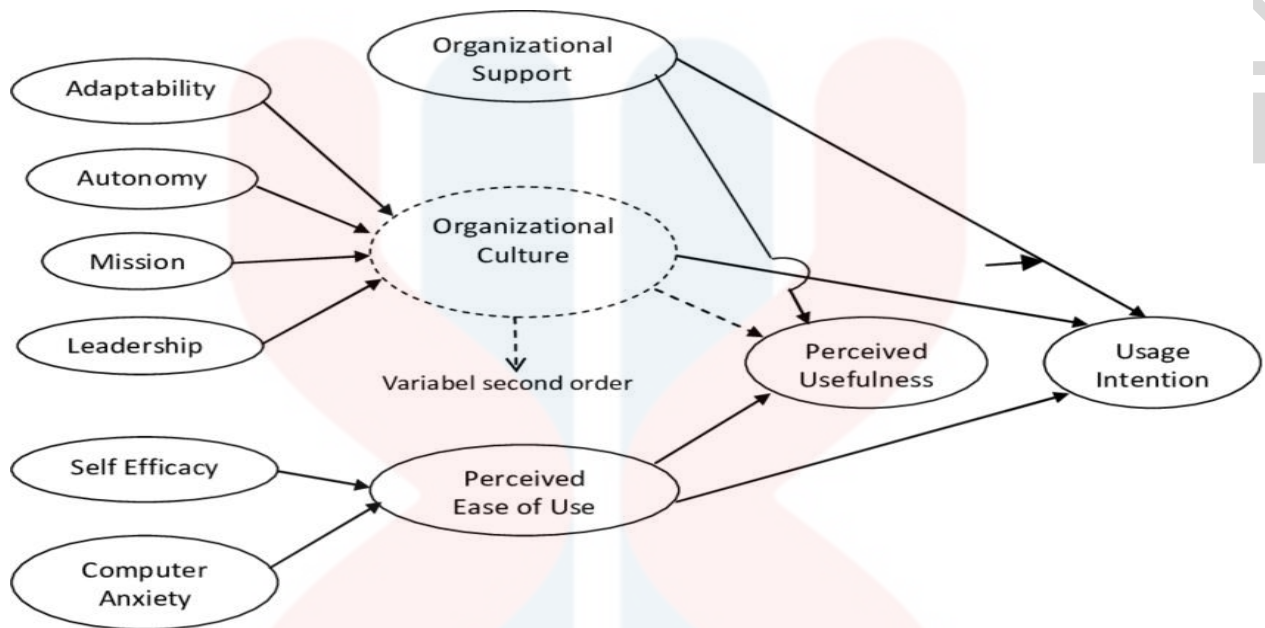 Organizational
Support
Adaptability
Autonomy
Organizational
Culture
Mission
Leadership
Perceived
Usefulness
Usage
Intention
Variabel second order
Self Efficacy
Perceived
Ease of Use
Computer
Anxiety